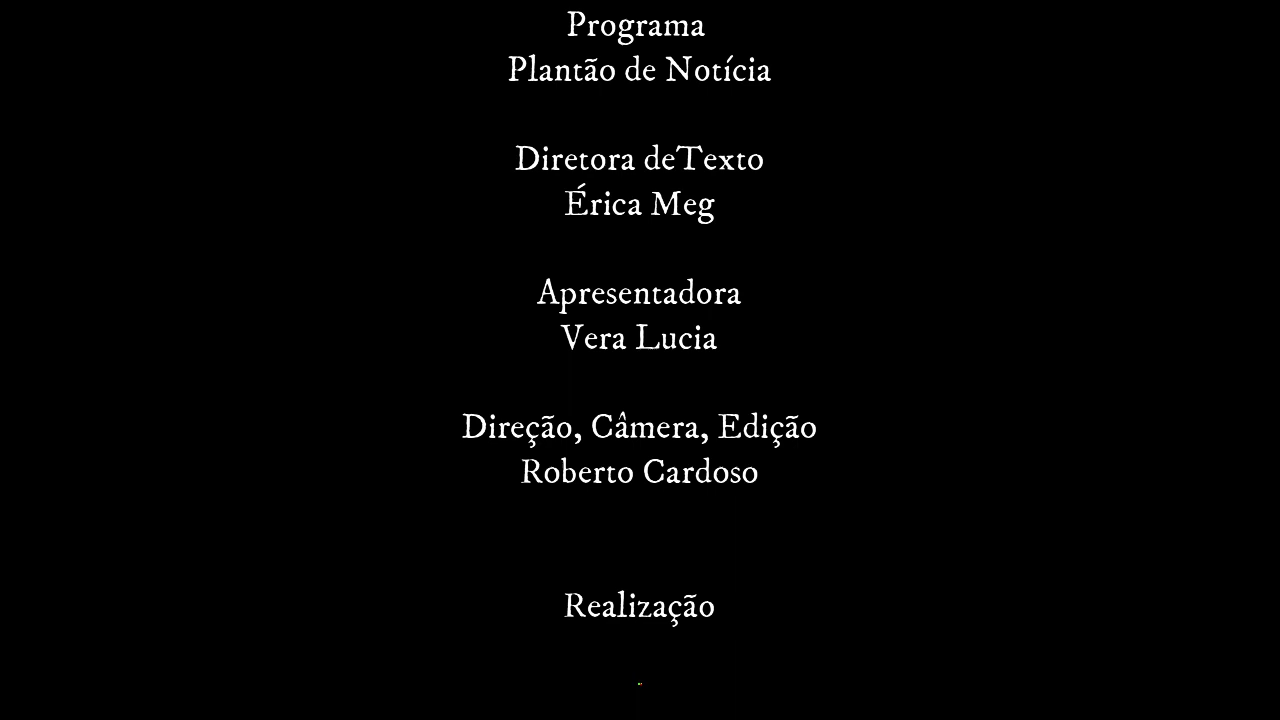 Programa
Plantão de Notícia
Diretora deTexto
Érica Meg
Apresentadora
Vera Lucia
Direção, Câmera, Edição
Roberto Cardoso
Realização